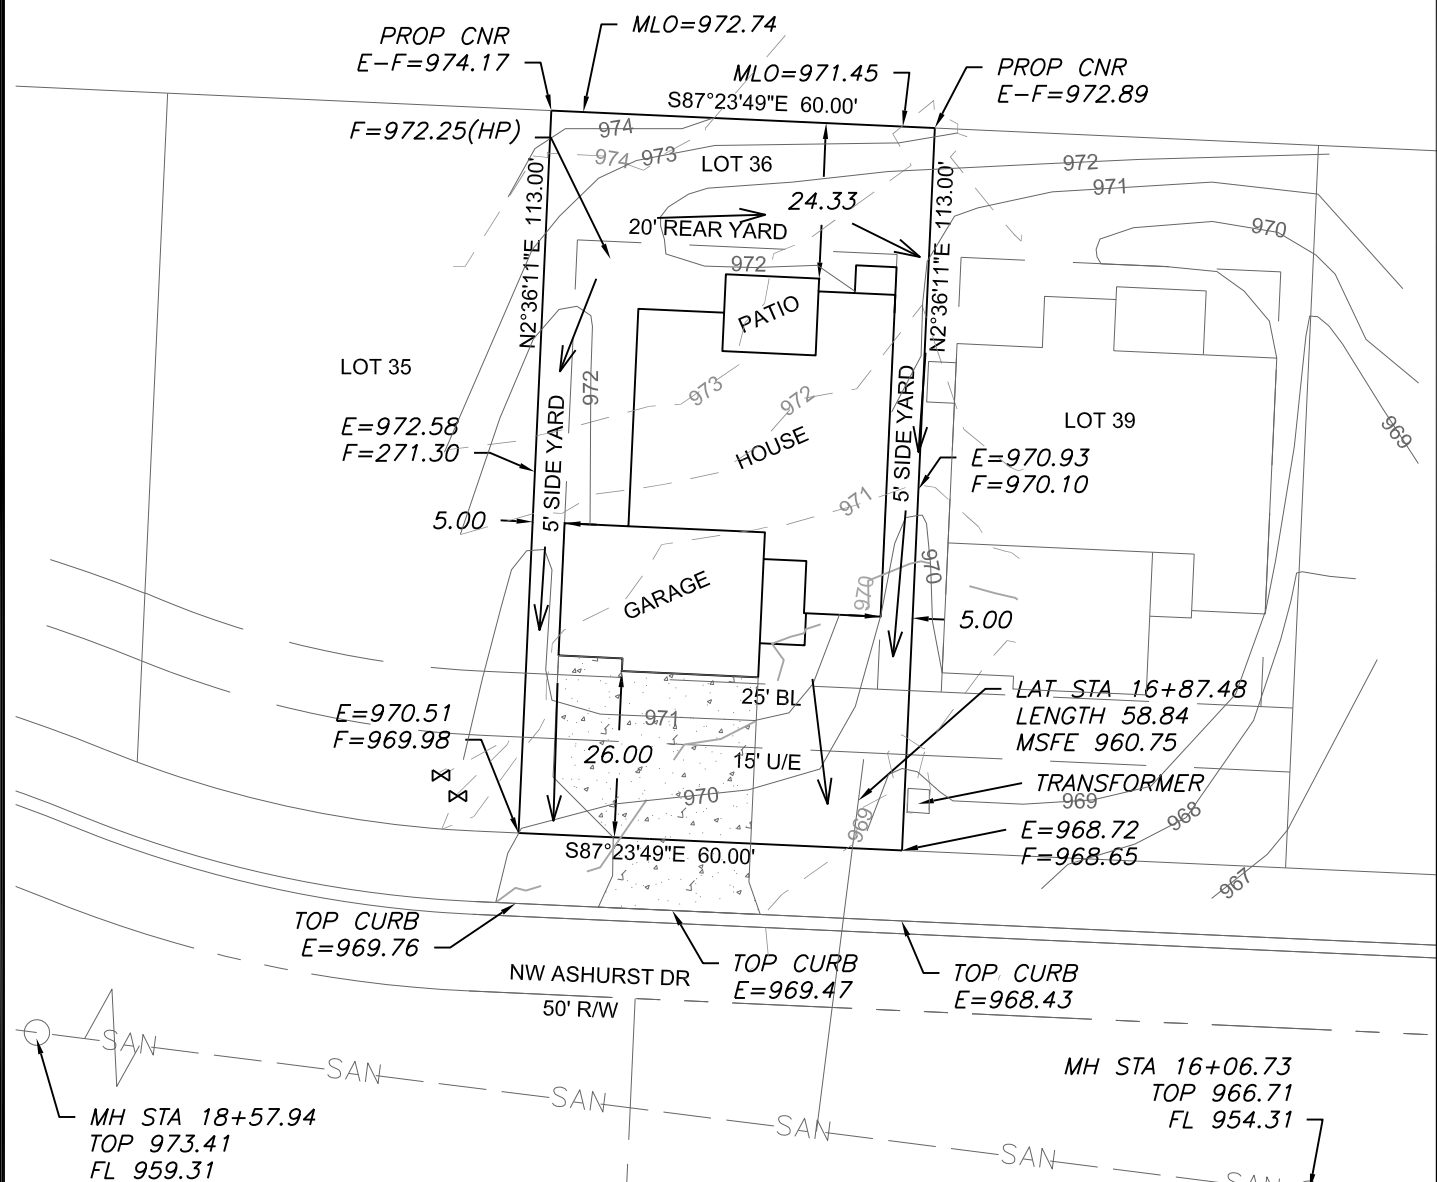 MLO=972.74
PROP CNR
E-F=974.17
MLO=971.45
PROP CNR
E-F=972.89
S87°23'49"E 60.00'
F=972.25(HP)
974
974
973
LOT 36
972
971
970
N2°36'11"E 113.00'
N2°36'11"E 113.00'
24.33
20' REAR YARD
972
PATIO
LOT 35
972
973
972
HOUSE
LOT 39
969
E=972.58
F=271.30
5' SIDE YARD
5' SIDE YARD
E=970.93
F=970.10
971
5.00
970
970
GARAGE
5.00
25' BL
LAT STA 16+87.48
LENGTH 58.84
MSFE 960.75
E=970.51
F=969.98
971
26.00
15' U/E
TRANSFORMER
970
969
969
968
E=968.72
F=968.65
S87°23'49"E 60.00'
967
TOP CURB
E=969.76
TOP CURB
E=969.47
TOP CURB
E=968.43
NW ASHURST DR
50' R/W
SAN
SAN
SAN
SAN
SAN
SAN
MH STA 18+57.94
TOP 973.41
FL 959.31
MH STA 16+06.73
TOP 966.71
FL 954.31